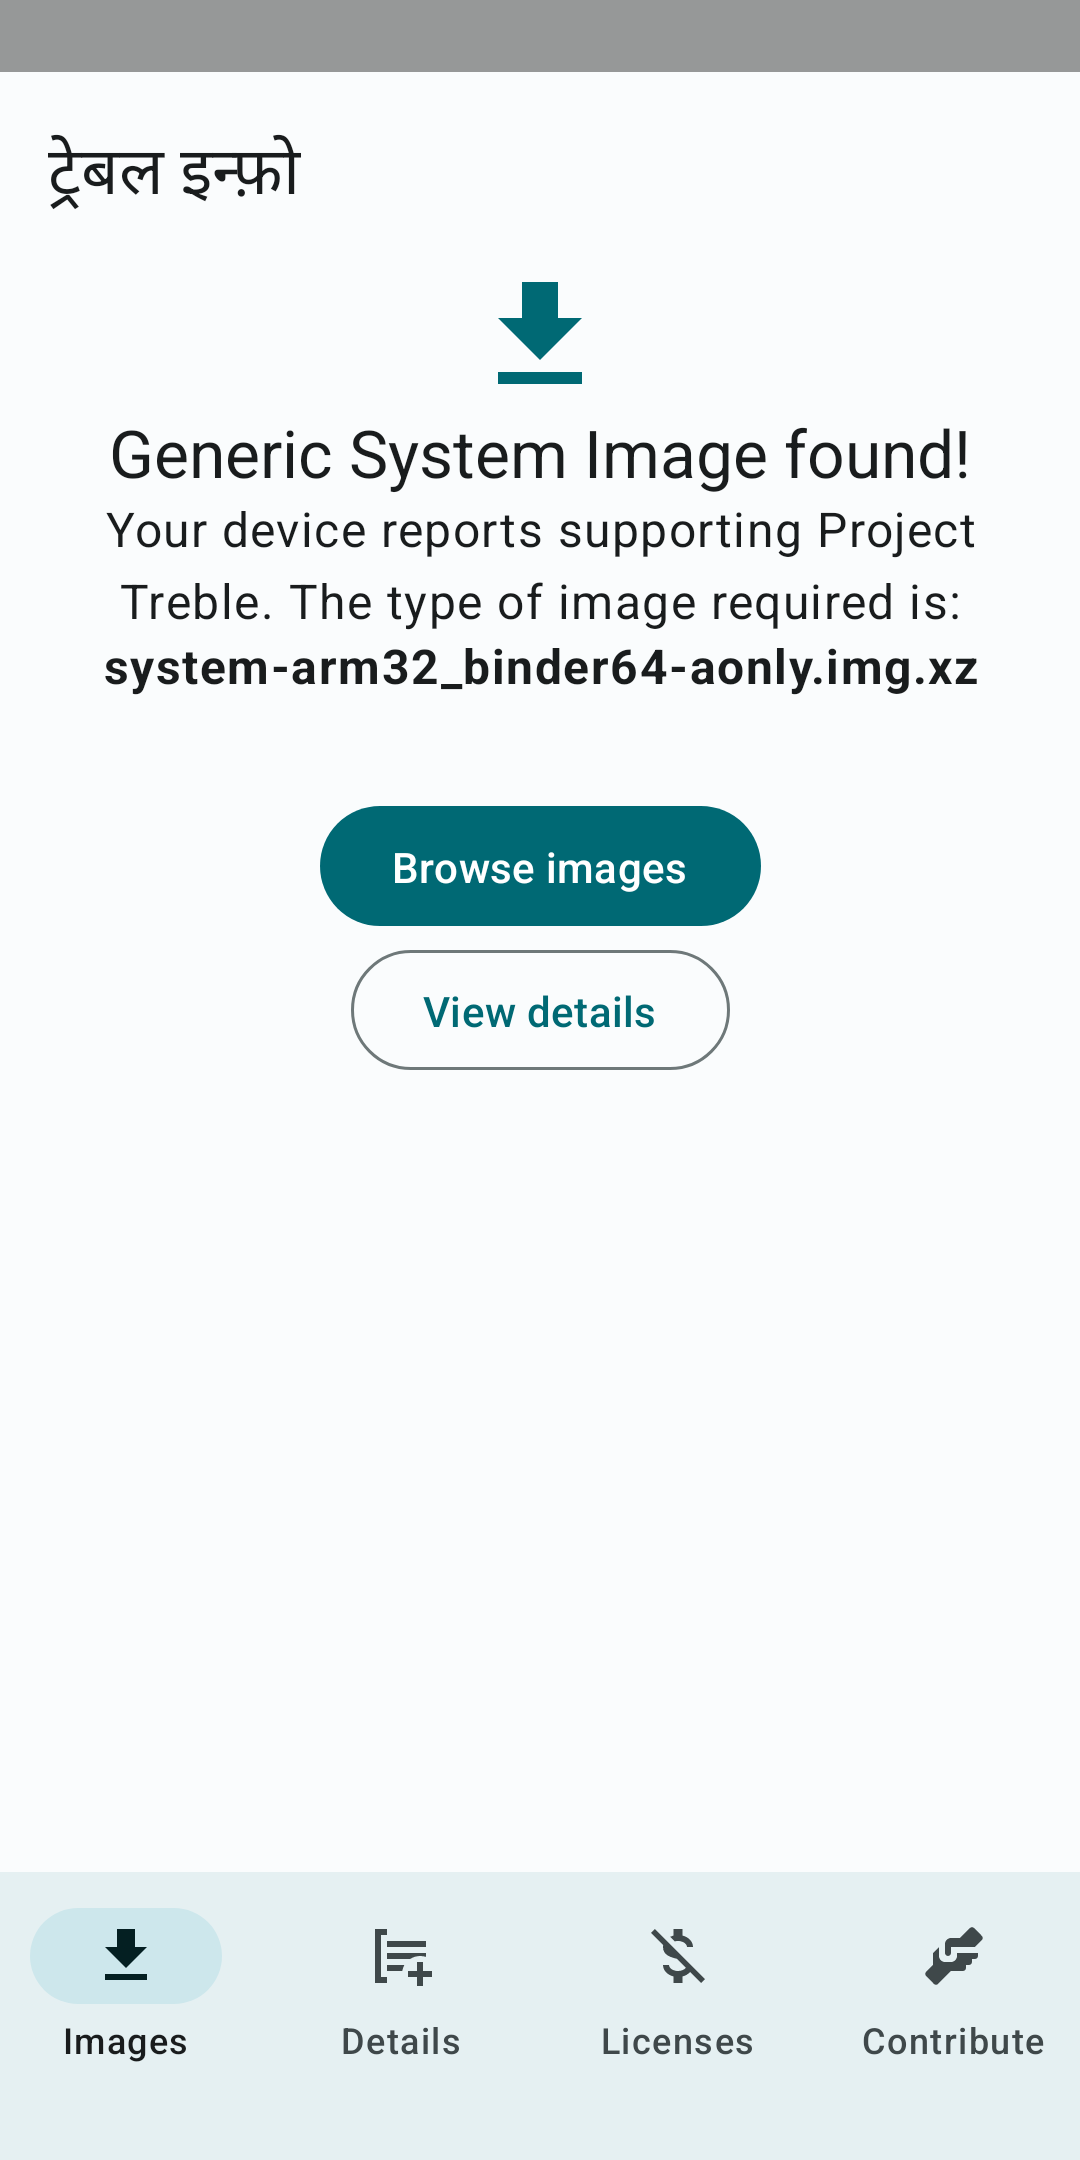 ट्रेबल इन्फ़ो
Generic System Image found!
Your device reports supporting Project
Treble. The type of image required is:
system-arm32_binder64-aonly.img.xz
Browse images
View details
Images
Details
Licenses
Contribute